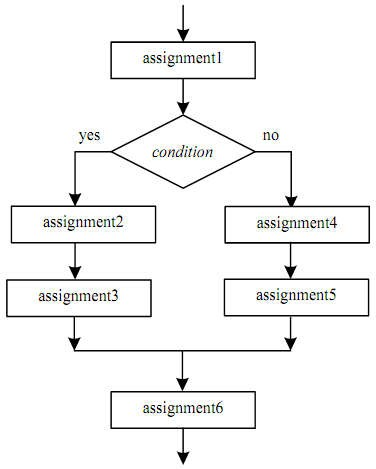 assignment1
yes
no
condition
assignment2
assignment4
assignment3
assignment5
assignment6